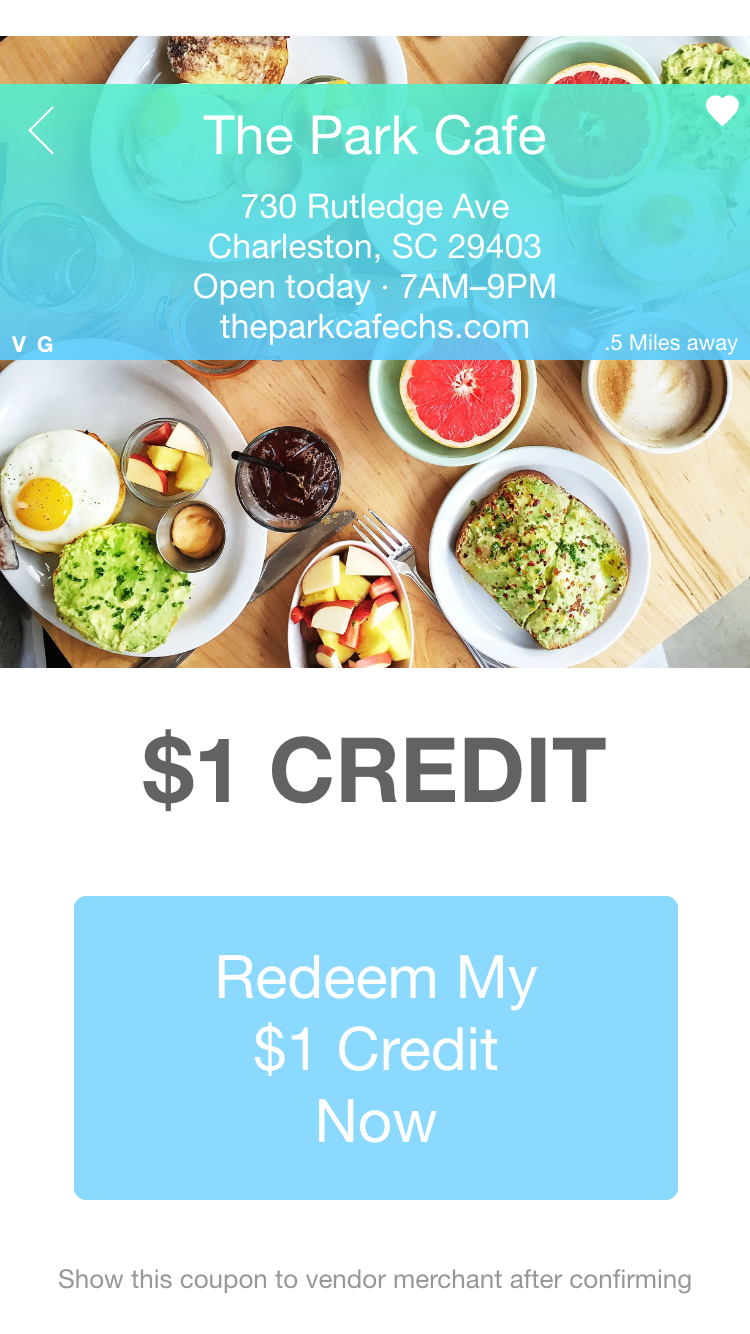 The Park Cafe
730 Rutledge Ave
Charleston, SC 29403
Open today · 7AM–9PM
theparkcafechs.com
V G
.5 Miles away
$1 CREDIT
Redeem My
$1 Credit
Now
Show this coupon to vendor merchant after confirming